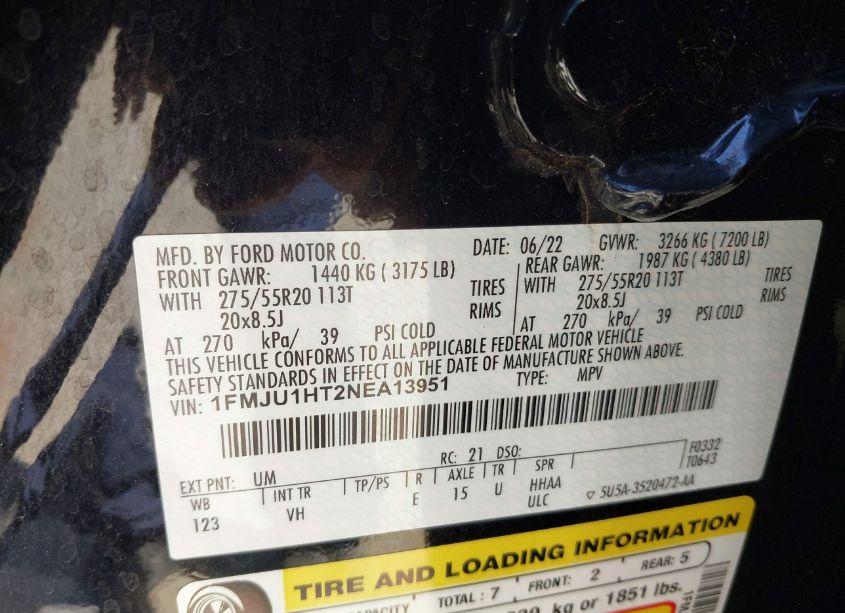 MFD. BY FORD MOTOR CO. DATE: 06/22 GVWR: 3266 KG ( 7200 LB)
FRONT GAWR: 1440 KG ( 3175 LB) REAR GAWR: 1987 KG ( 4380 LB)
WITH 275/55R20 113T TIRES WITH 275/55R20 113T TIRES
20x8.5J RIMS 20x8.5J RIMS
AT 270 kPa/ 39 PSI COLD AT 270 kPa/ 39 PSI COLD
THIS VEHICLE CONFORMS TO ALL APPLICABLE FEDERAL MOTOR VEHICLE
SAFETY STANDARDS IN EFFECT ON THE DATE OF MANUFACTURE SHOWN ABOVE.
VIN: 1FMJU1HT2NEA13951 TYPE: MPV
F0332
T0643
EXT PNT: UM RC: 21 DSO:
WB INT TR TP/PS R AXLE TR SPR
123 VH E 15 U HHAA
ULC
▽ 5U5A-3520472-AA
TIRE AND LOADING INFORMATION
TOTAL : 7 FRONT: 2 REAR: 5
kg or 1851 lbs.